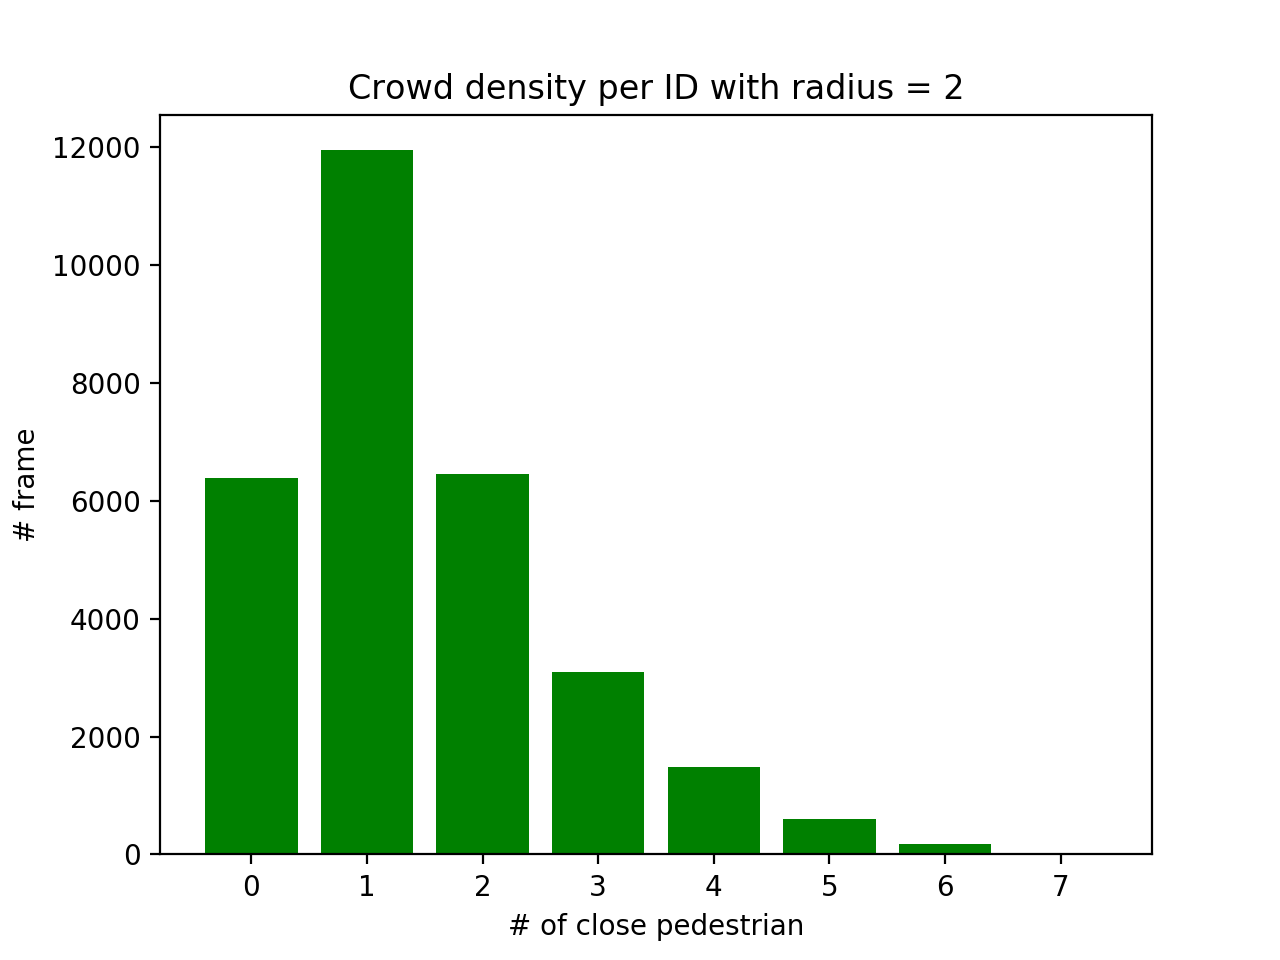 Crowd density per ID with radius = 2
12000
10000
8000
6000
4000
2000
0
# frame
0 1 2 3 4 5 6 7
# of close pedestrian